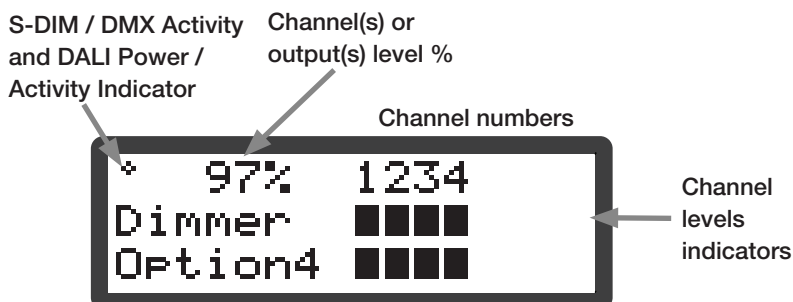 S-DIM / DMX Activity
and DALI Power /
Activity Indicator
Channel(s) or
output(s) level %
Channel numbers
° 97% 1234
Dimmer
Option4
Channel
levels
indicators